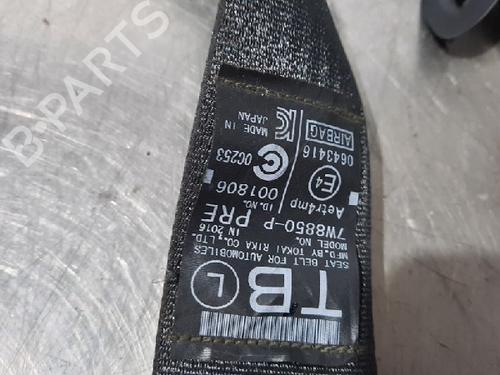 B-PARTS
TB L
SEAT BELT FOR AUTOMOBILES
MFD. BY TOKAI RIKA CO., LTD.
IN 2016
MODEL NO.
7W8850-P PRE
Aetr4mp ID. NO.
E4 001806
0643416 0C253
AIRBAG MADE IN
JAPAN